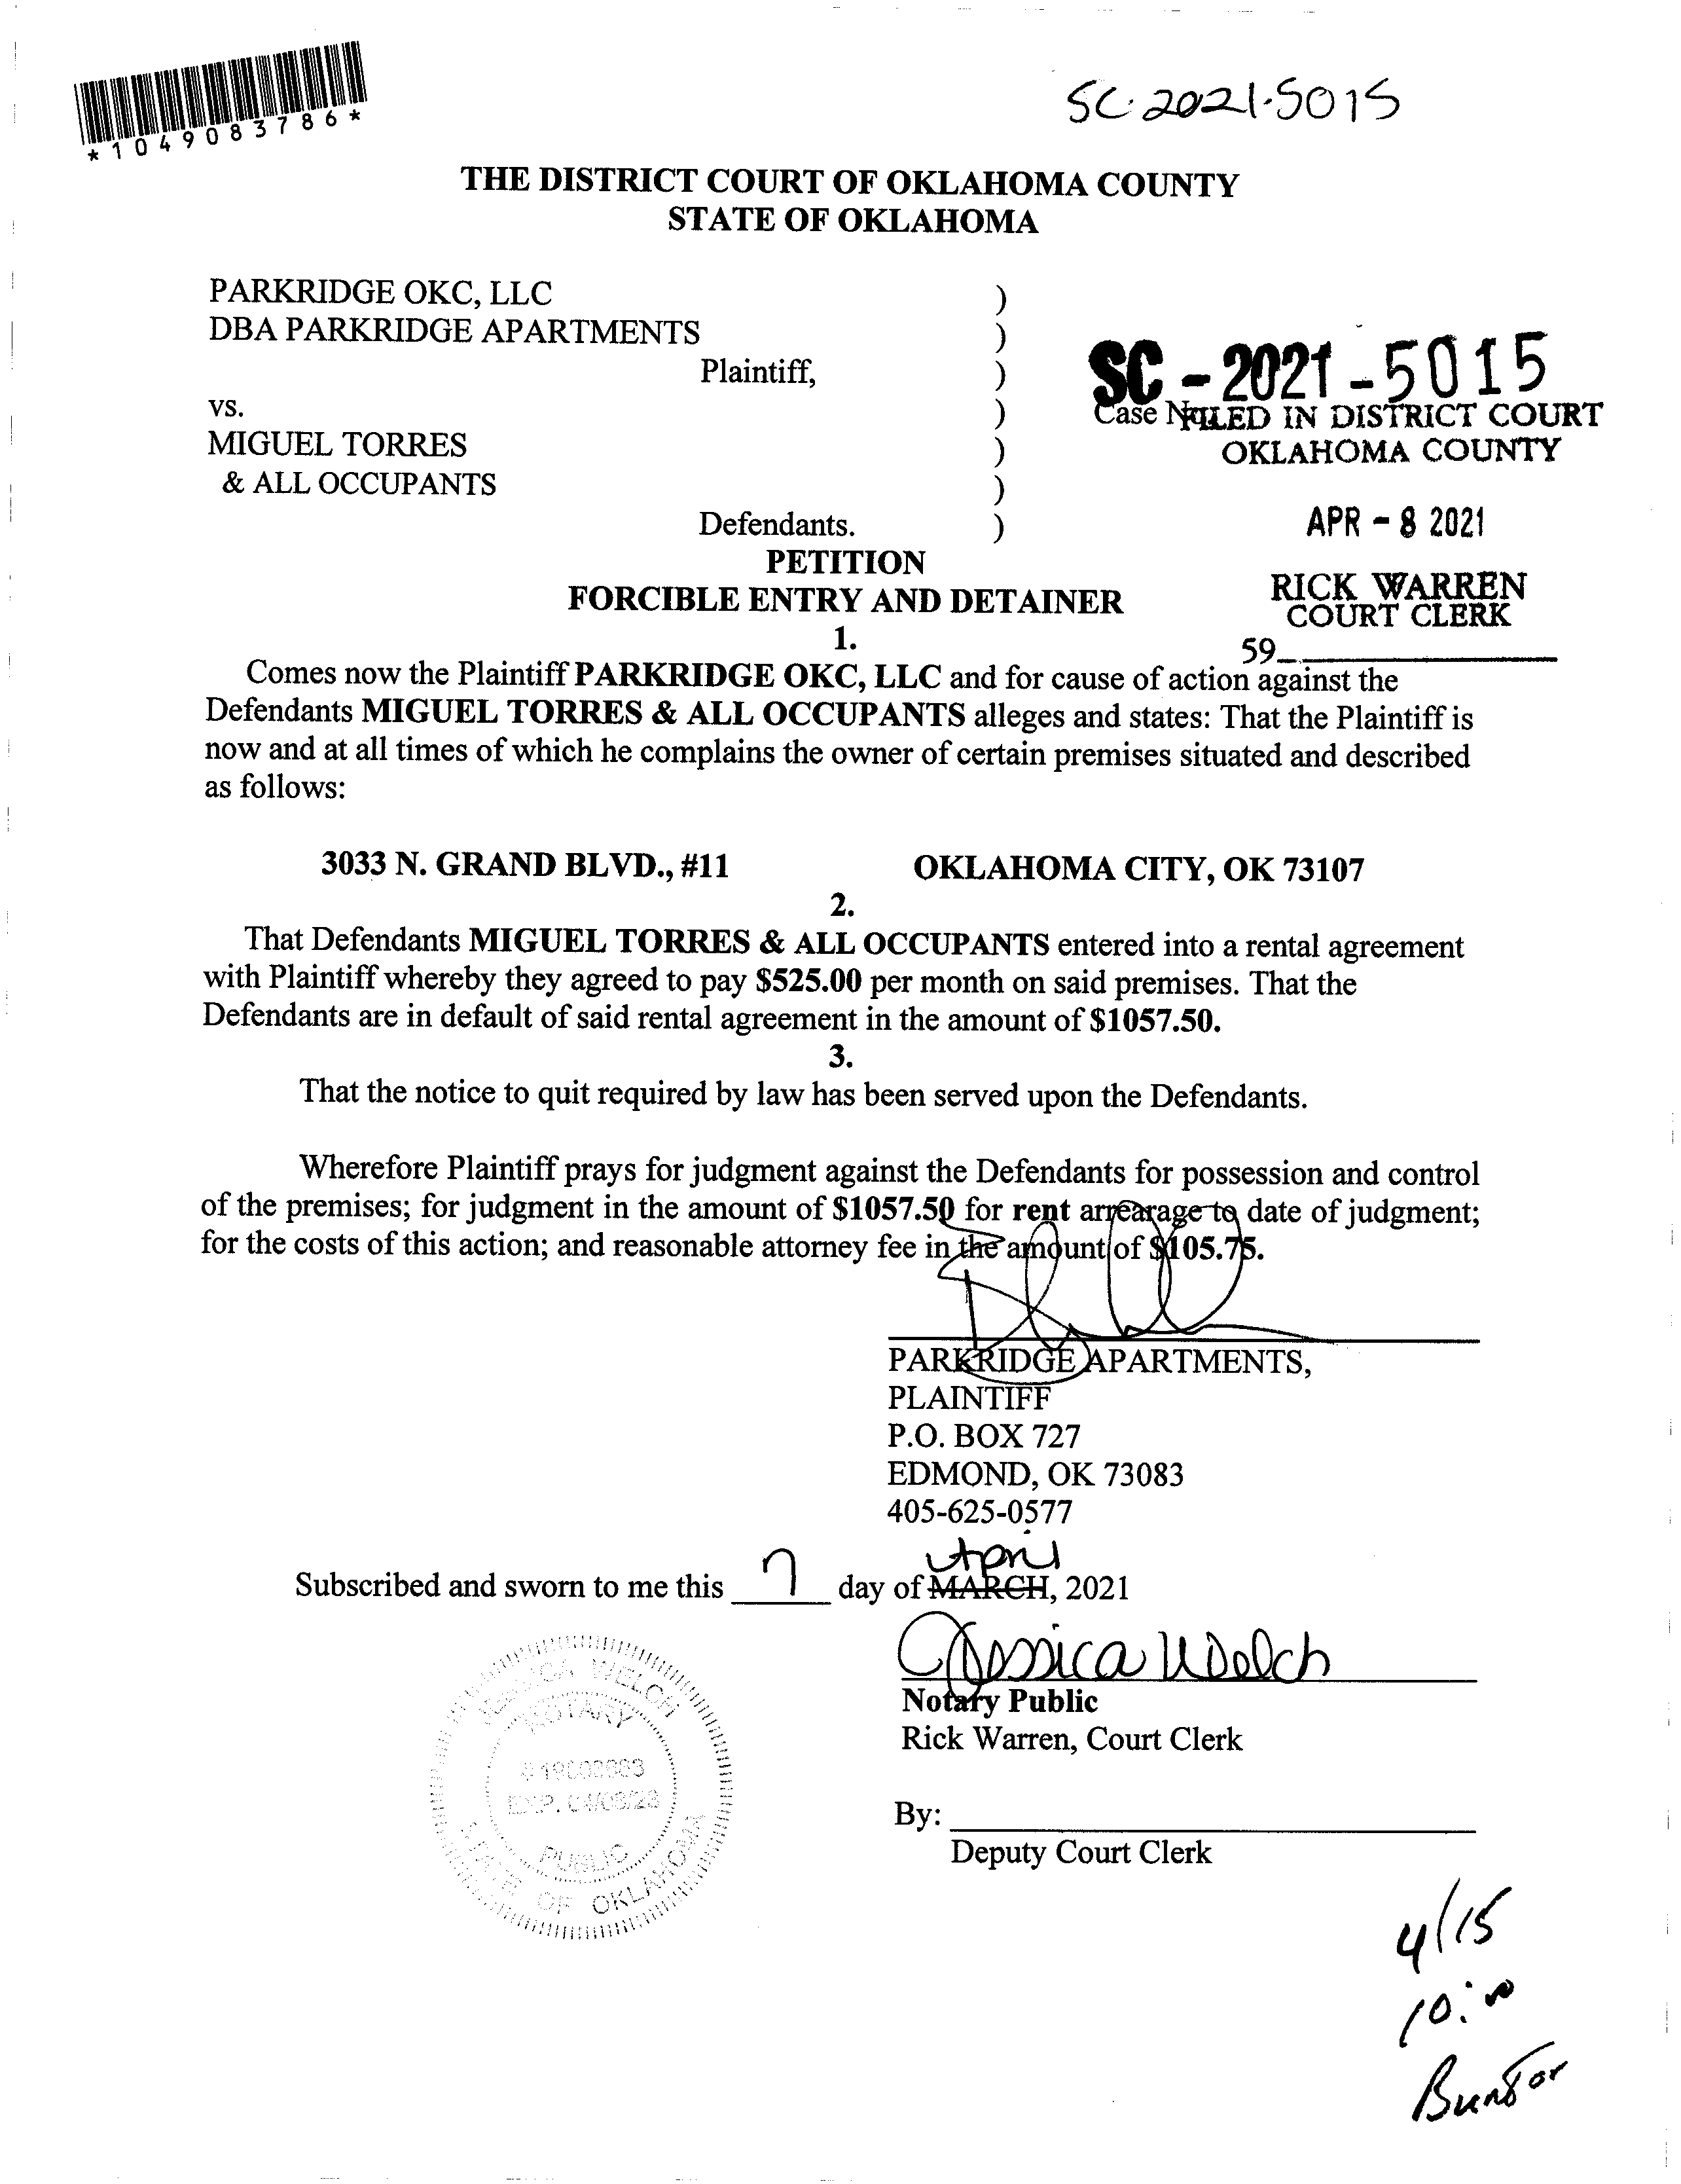 *1049083786*
SC-2021-5015
THE DISTRICT COURT OF OKLAHOMA COUNTY
STATE OF OKLAHOMA
PARKRIDGE OKC, LLC )
DBA PARKRIDGE APARTMENTS )
Plaintiff, )
SC - 2021 - 5015
vs. )
Case No. FILED IN DISTRICT COURT
MIGUEL TORRES )
OKLAHOMA COUNTY
& ALL OCCUPANTS )
Defendants. )
APR - 8 2021
PETITION
FORCIBLE ENTRY AND DETAINER
RICK WARREN
COURT CLERK
1.
59
Comes now the Plaintiff PARKRIDGE OKC, LLC and for cause of action against the
Defendants MIGUEL TORRES & ALL OCCUPANTS alleges and states: That the Plaintiff is
now and at all times of which he complains the owner of certain premises situated and described
as follows:
3033 N. GRAND BLVD., #11 OKLAHOMA CITY, OK 73107
2.
That Defendants MIGUEL TORRES & ALL OCCUPANTS entered into a rental agreement
with Plaintiff whereby they agreed to pay $525.00 per month on said premises. That the
Defendants are in default of said rental agreement in the amount of $1057.50.
3.
That the notice to quit required by law has been served upon the Defendants.
Wherefore Plaintiff prays for judgment against the Defendants for possession and control
of the premises; for judgment in the amount of $1057.50 for rent arrearage to date of judgment;
for the costs of this action; and reasonable attorney fee in the amount of $105.75.
PARKRIDGE APARTMENTS,
PLAINTIFF
P.O. BOX 727
EDMOND, OK 73083
405-625-0577
April
Subscribed and sworn to me this 7 day of MARCH, 2021
Jessica Welch
Notary Public
Rick Warren, Court Clerk
JESSICA WELCH
NOTARY
PUBLIC
STATE OF OKLAHOMA
By:
Deputy Court Clerk
4/15
10:00